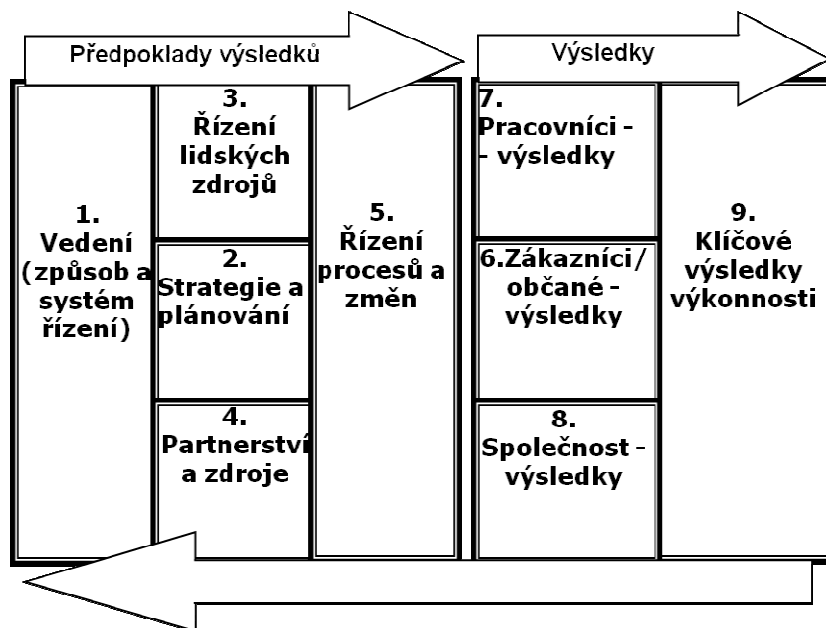 Předpoklady výsledků
Výsledky
1.
Vedení
(způsob a
systém
řízení)
3.
Řízení
lidských
zdrojů
2.
Strategie a
plánování
4.
Partnerství
a zdroje
5.
Řízení
procesů a
změn
7.
Pracovníci -
- výsledky
6.Zákazníci/
občané -
výsledky
8.
Společnost -
výsledky
9.
Klíčové
výsledky
výkonnosti